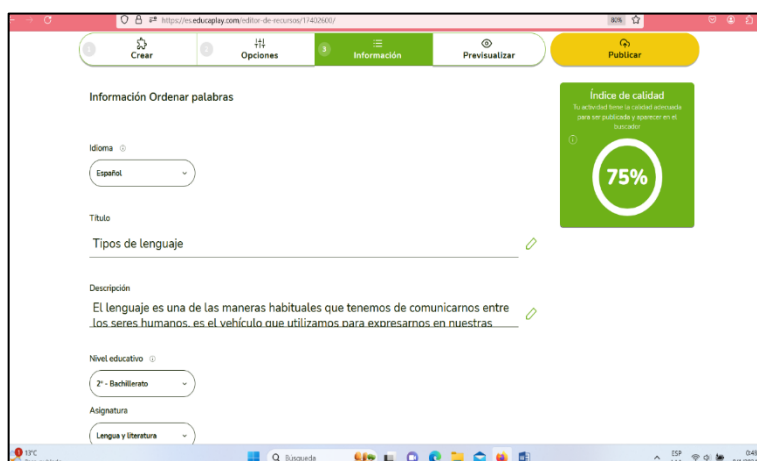 https://es.educaplay.com/editor-de-recursos/17402600/
80%
1 Crear
2 Opciones
3 Información
Previsualizar
Publicar
Información Ordenar palabras
Índice de calidad
Tu actividad tiene la calidad adecuada
para ser publicada y aparecer en el
buscador
75%
Idioma
Español
Título
Tipos de lenguaje
Descripción
El lenguaje es una de las maneras habituales que tenemos de comunicarnos entre
los seres humanos, es el vehículo que utilizamos para expresarnos en nuestras
Nivel educativo
2º - Bachillerato
Asignatura
Lengua y literatura
13°C
Búsqueda
ESP